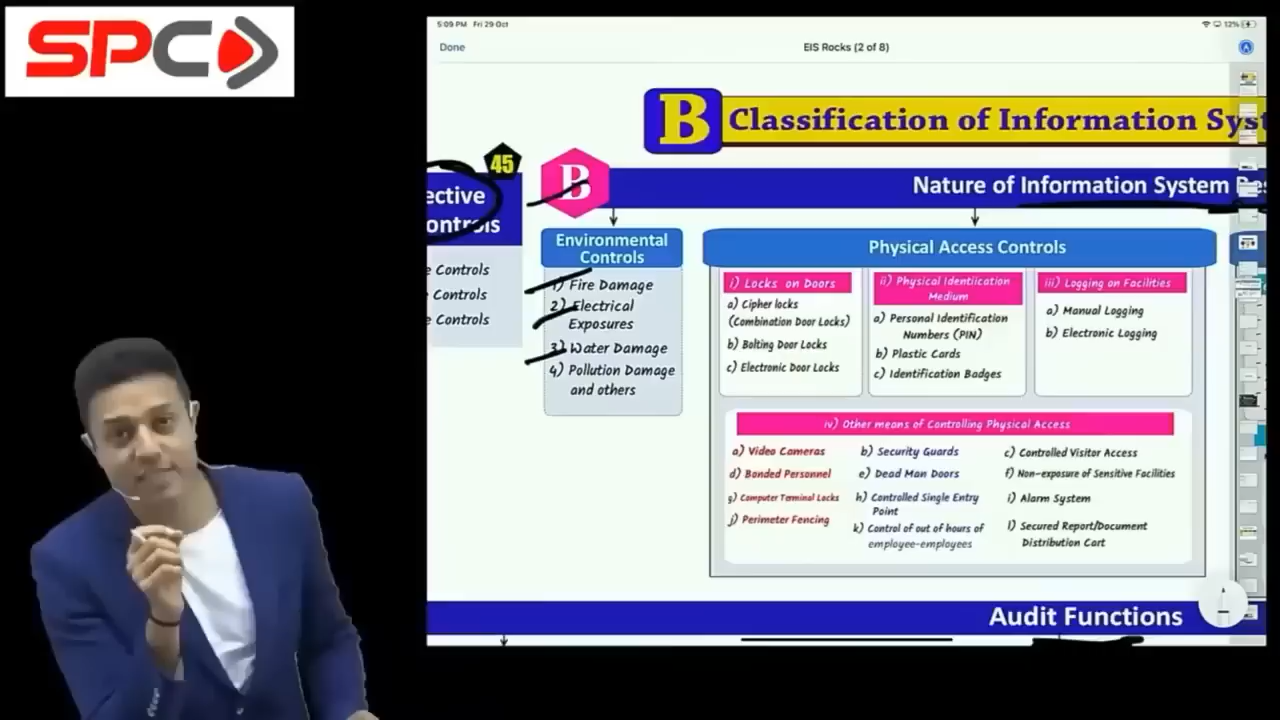 SPC
5:09 PM Fri 29 Oct
12%
Done
EIS Rocks (2 of 8)
B Classification of Information Syst
45
ective
ontrols
e Controls
e Controls
e Controls
B
Nature of Information System Res
Environmental
Controls
1) Fire Damage
2) Electrical
Exposures
3) Water Damage
4) Pollution Damage
and others
Physical Access Controls
i) Locks on Doors
a) Cipher locks
(Combination Door Locks)
b) Bolting Door Locks
c) Electronic Door Locks
ii) Physical Identiication
Medium
a) Personal Identification
Numbers (PIN)
b) Plastic Cards
c) Identification Badges
iii) Logging on Facilities
a) Manual Logging
b) Electronic Logging
iv) Other means of Controlling Physical Access
a) Video Cameras
b) Security Guards
c) Controlled Visitor Access
d) Bonded Personnel
e) Dead Man Doors
f) Non-exposure of Sensitive Facilities
g) Computer Terminal Locks
h) Controlled Single Entry
Point
i) Alarm System
j) Perimeter Fencing
k) Control of out of hours of
employee-employees
l) Secured Report/Document
Distribution Cart
Audit Functions